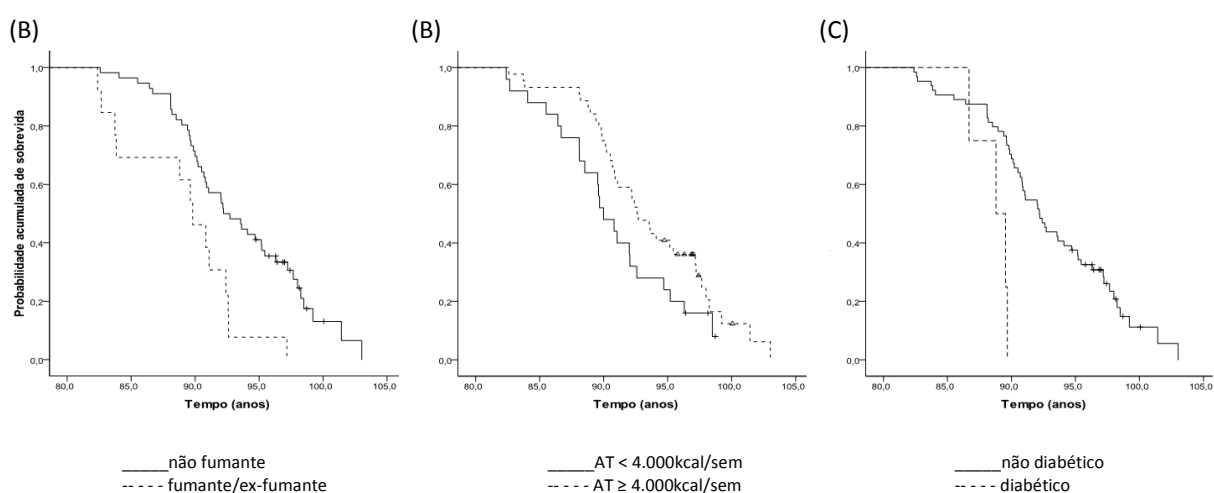 (B) (B) (C)
Probabilidade acumulada de sobrevida
1,0 1,0 1,0
0,8 0,8 0,8
0,6 0,6 0,6
0,4 0,4 0,4
0,2 0,2 0,2
0,0 0,0 0,0
80,0 85,0 90,0 95,0 100,0 105,0 80,0 85,0 90,0 95,0 100,0 105,0 80,0 85,0 90,0 95,0 100,0 105,0
Tempo (anos) Tempo (anos) Tempo (anos)
_____não fumante _____AT < 4.000kcal/sem _____não diabético
----- fumante/ex-fumante ----- AT ≥ 4.000kcal/sem ----- diabético